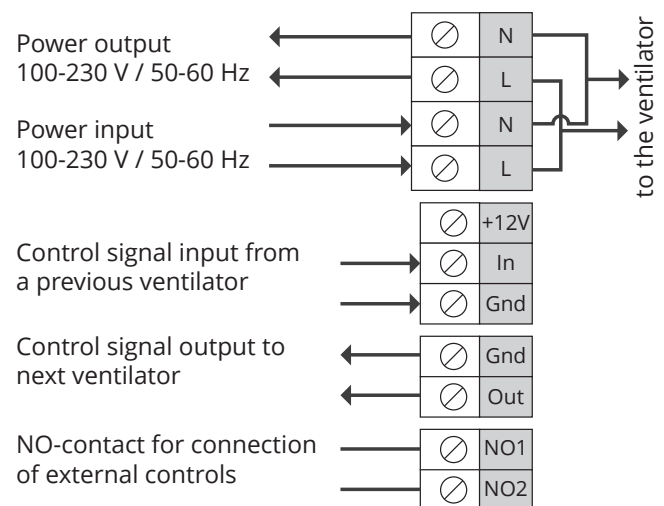 Power output
100-230 V / 50-60 Hz
Power input
100-230 V / 50-60 Hz
N
L
N
L
to the ventilator
+12V
Control signal input from
a previous ventilator
In
Gnd
Control signal output to
next ventilator
Gnd
Out
NO-contact for connection
of external controls
NO1
NO2